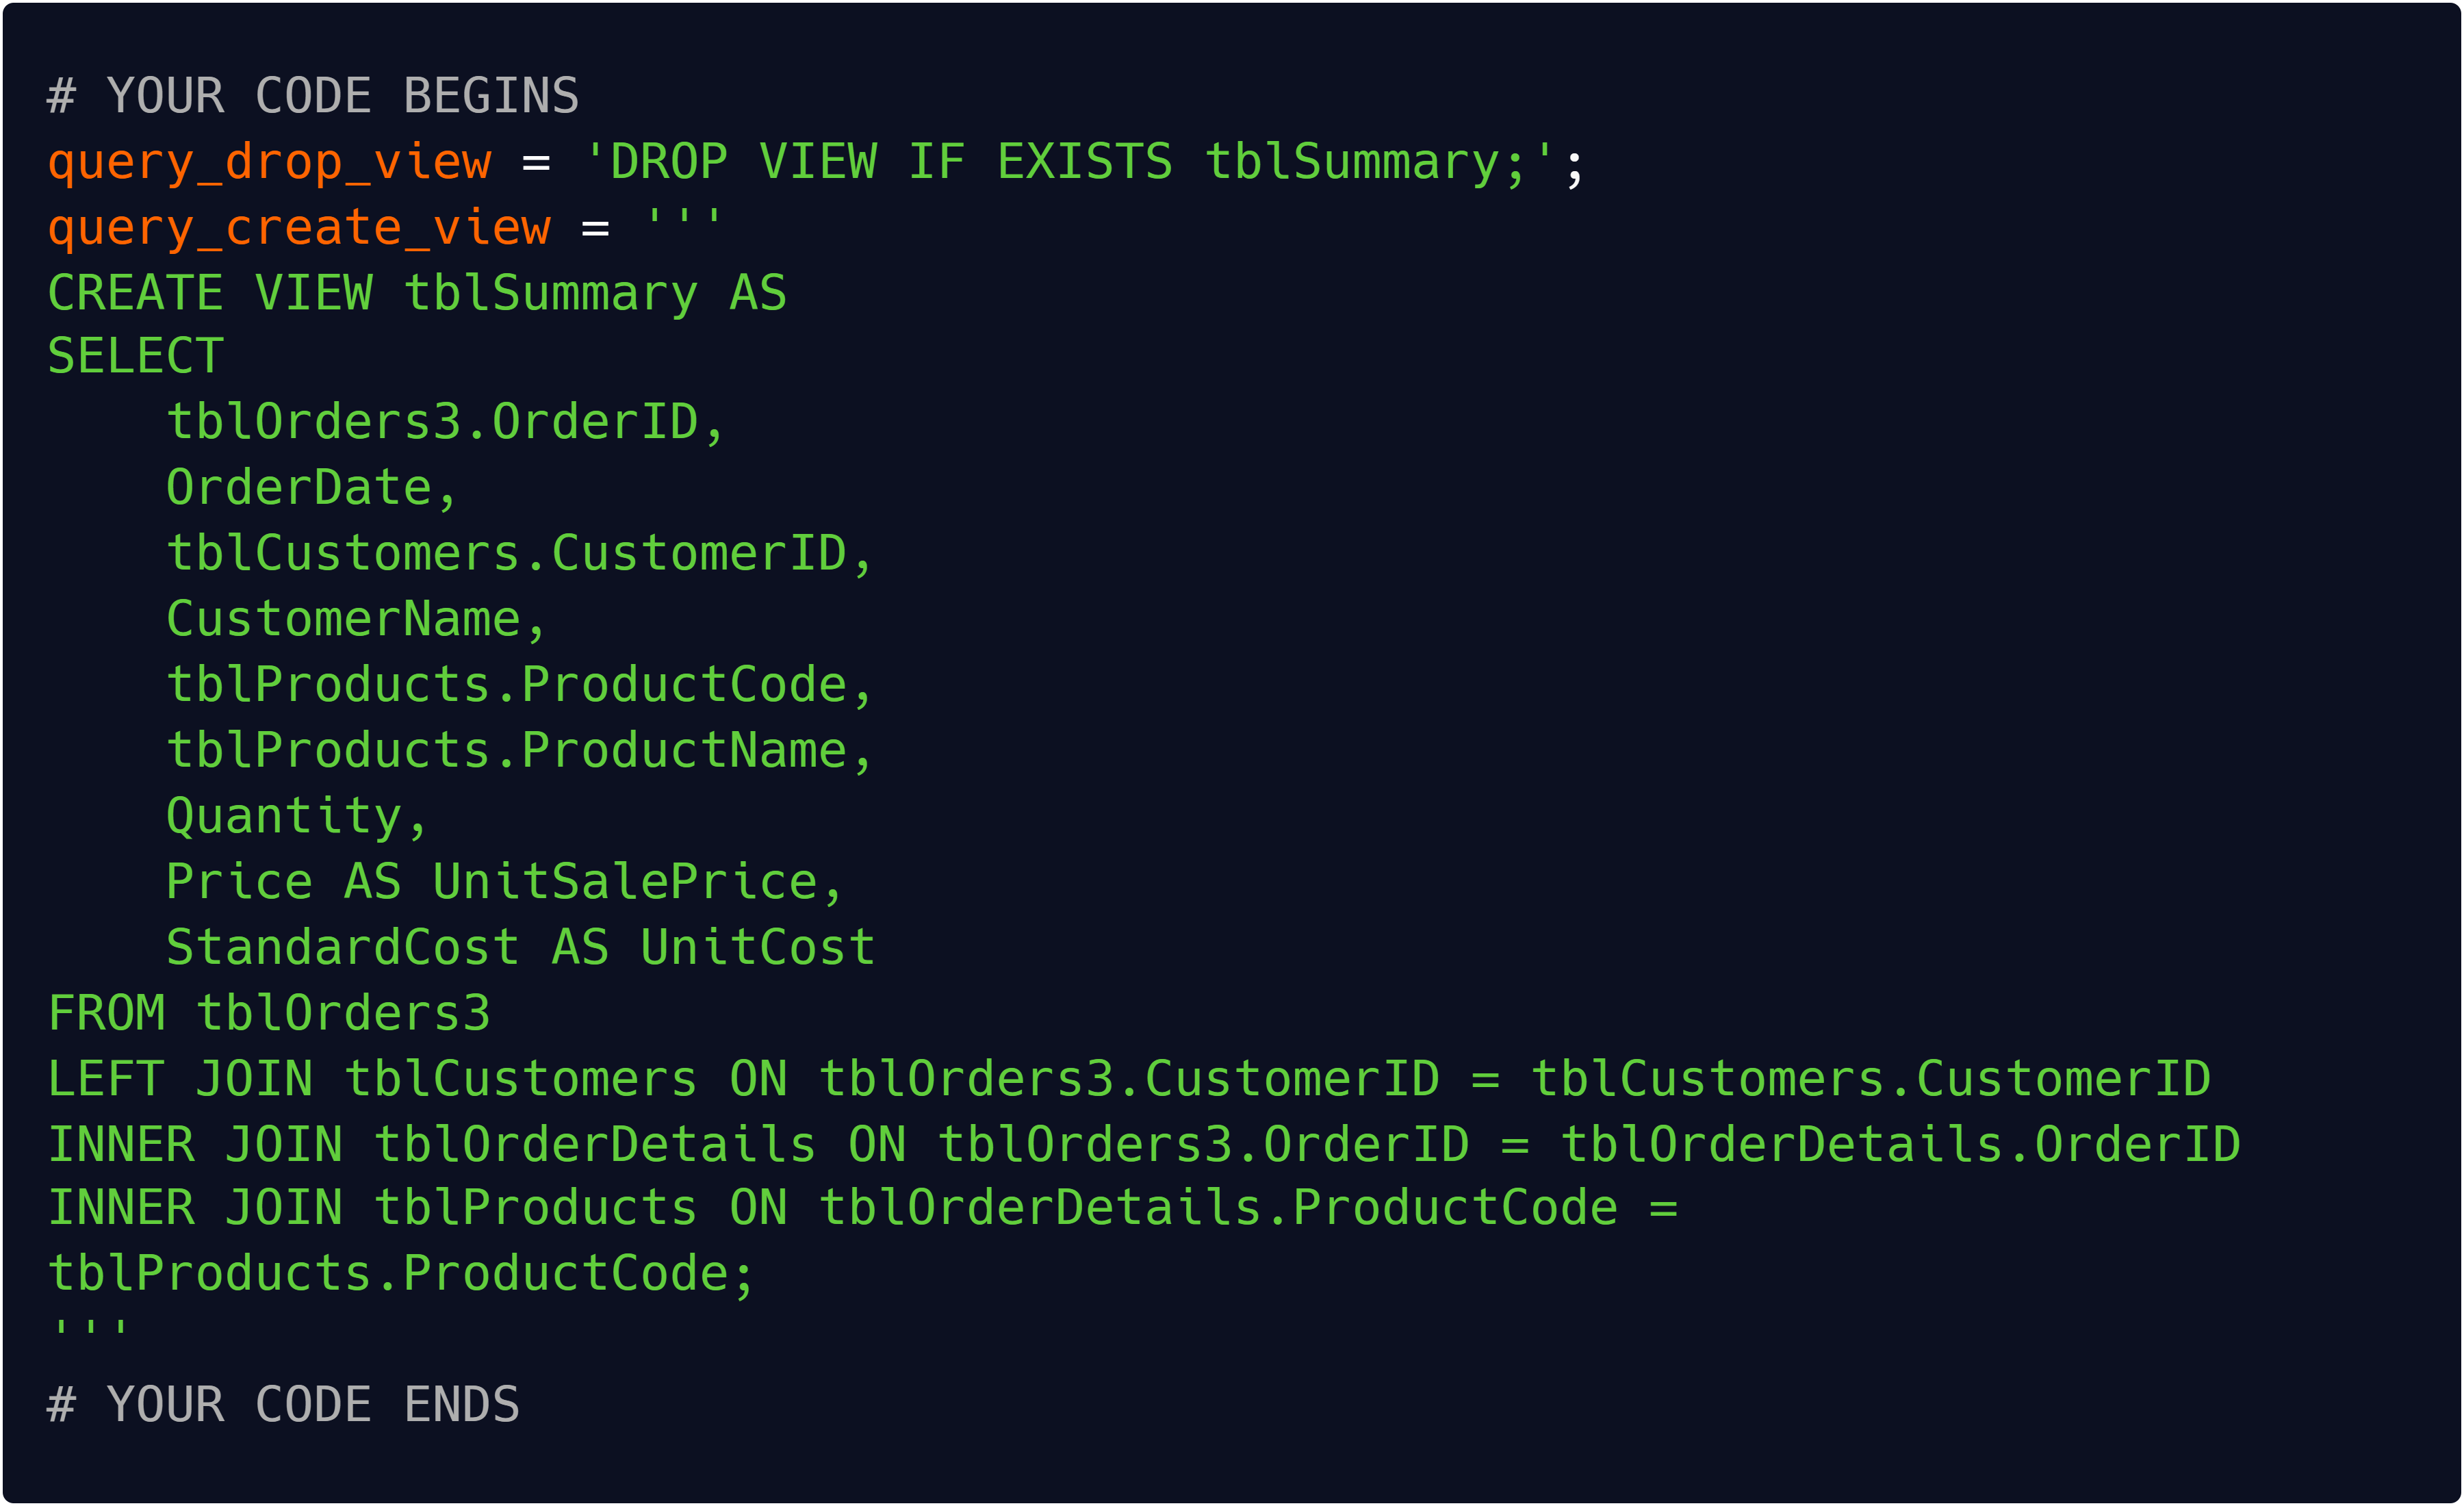 # YOUR CODE BEGINS
query_drop_view = 'DROP VIEW IF EXISTS tblSummary;';
query_create_view = '''
CREATE VIEW tblSummary AS
SELECT
    tblOrders3.OrderID,
    OrderDate,
    tblCustomers.CustomerID,
    CustomerName,
    tblProducts.ProductCode,
    tblProducts.ProductName,
    Quantity,
    Price AS UnitSalePrice,
    StandardCost AS UnitCost
FROM tblOrders3
LEFT JOIN tblCustomers ON tblOrders3.CustomerID = tblCustomers.CustomerID
INNER JOIN tblOrderDetails ON tblOrders3.OrderID = tblOrderDetails.OrderID
INNER JOIN tblProducts ON tblOrderDetails.ProductCode =
tblProducts.ProductCode;
'''
# YOUR CODE ENDS